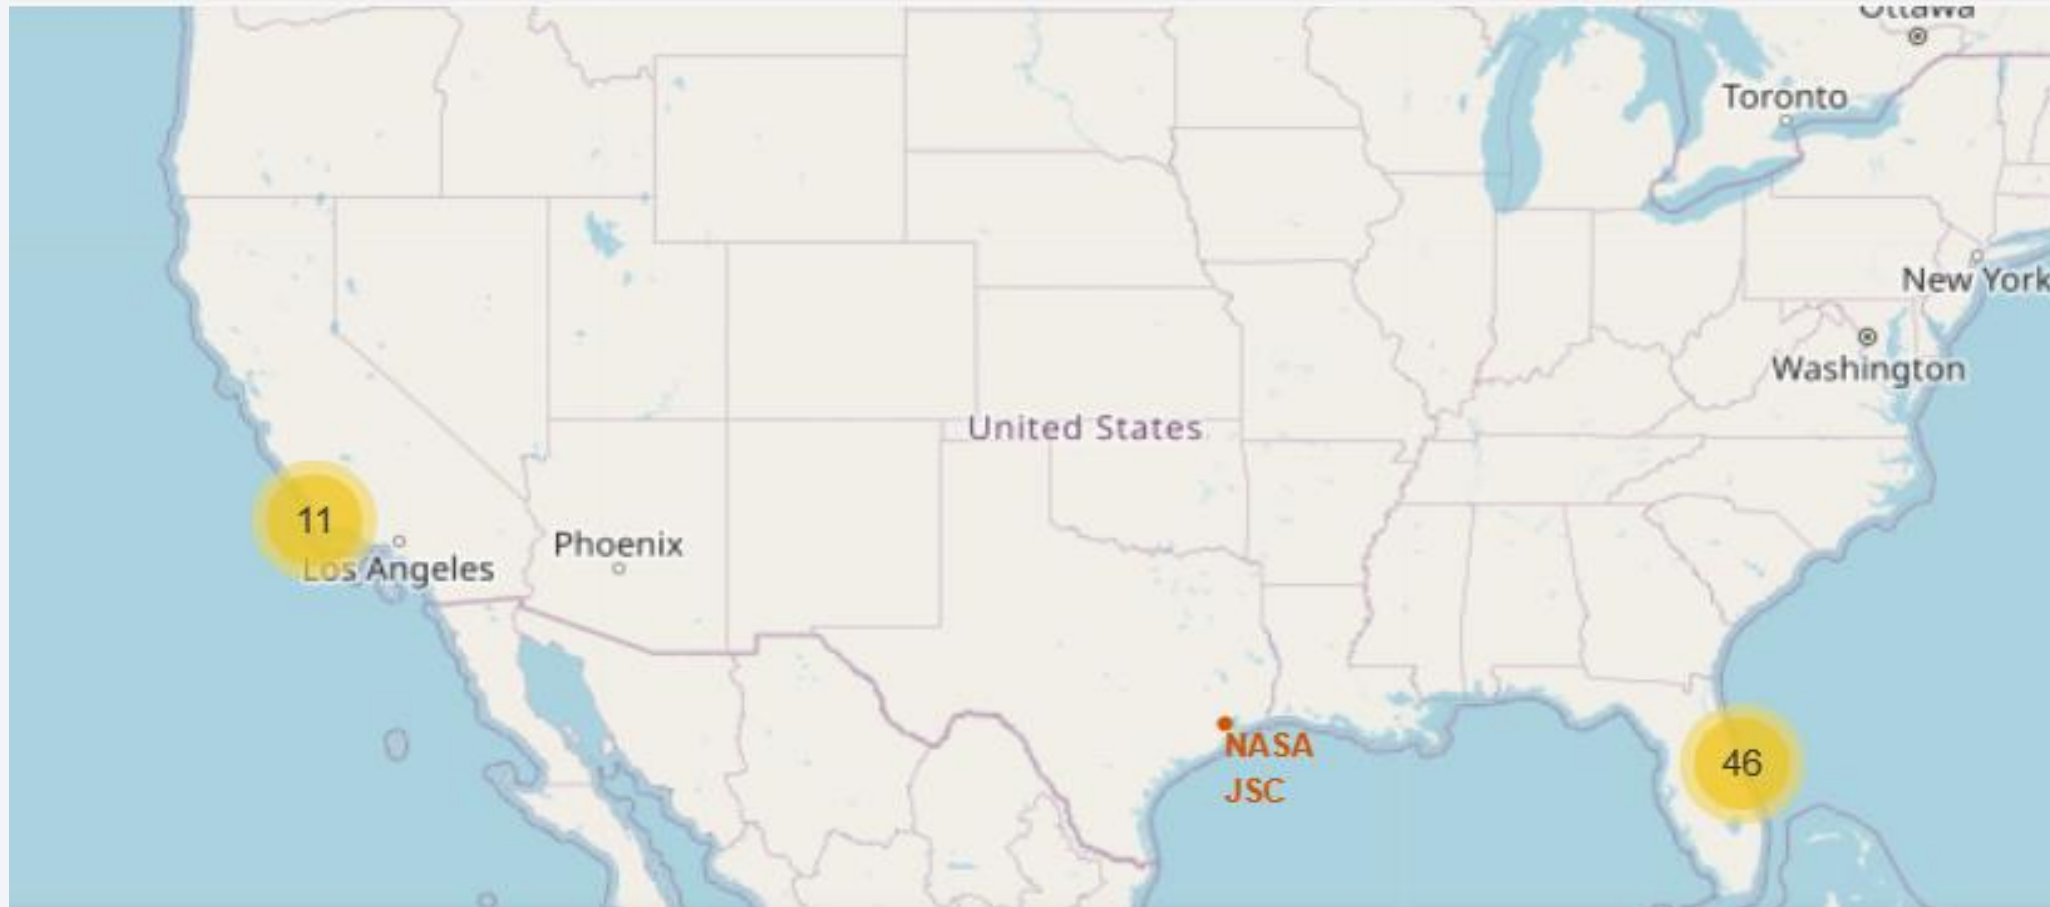 Ottawa
Toronto
New York
Washington
United States
11
Los Angeles
Phoenix
NASA
JSC
46